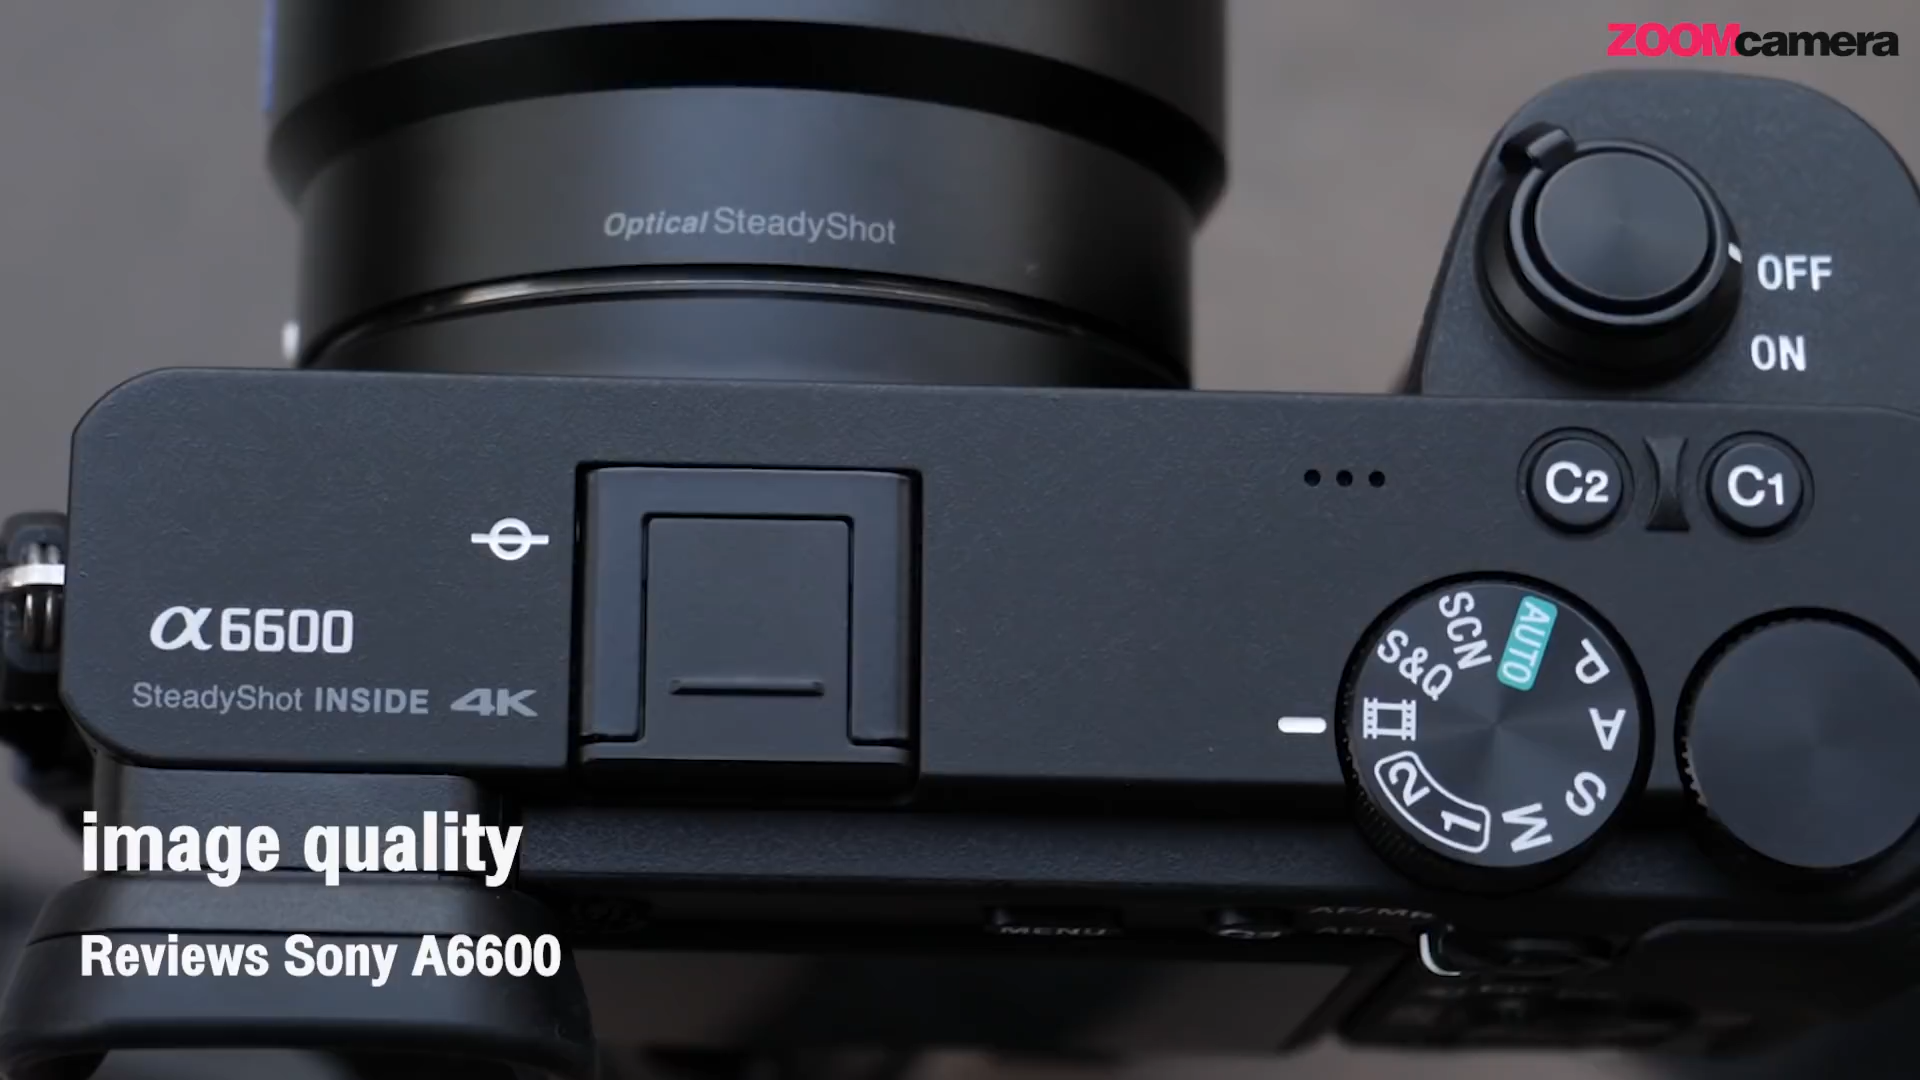 ZOOMcamera
Optical SteadyShot
OFF
ON
C2
C1
α6600
SteadyShot INSIDE 4K
SCN
AUTO
S&Q
P
A
S
M
2
1
image quality
MENU
Reviews Sony A6600